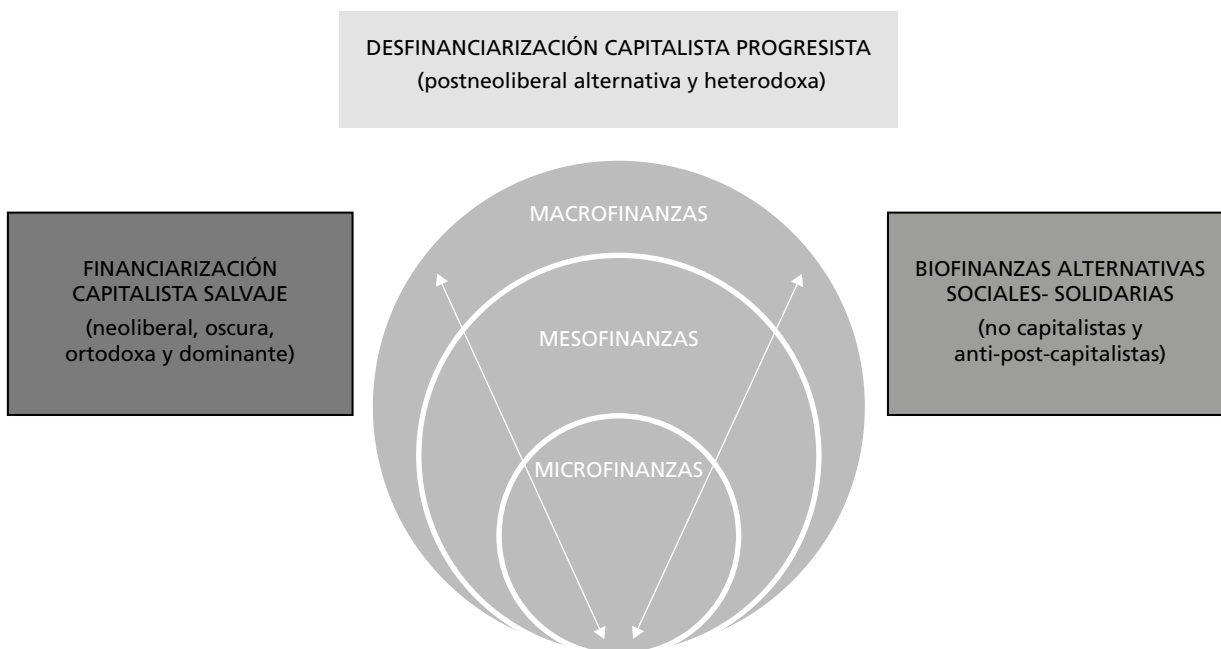 DESFINANCIARIZACIÓN CAPITALISTA PROGRESISTA
(postneoliberal alternativa y heterodoxa)
MACROFINANZAS
FINANCIARIZACIÓN
CAPITALISTA SALVAJE
(neoliberal, oscura,
ortodoxa y dominante)
BIOFINANZAS ALTERNATIVAS
SOCIALES- SOLIDARIAS
(no capitalistas y
anti-post-capitalistas)
MESOFINANZAS
MICROFINANZAS